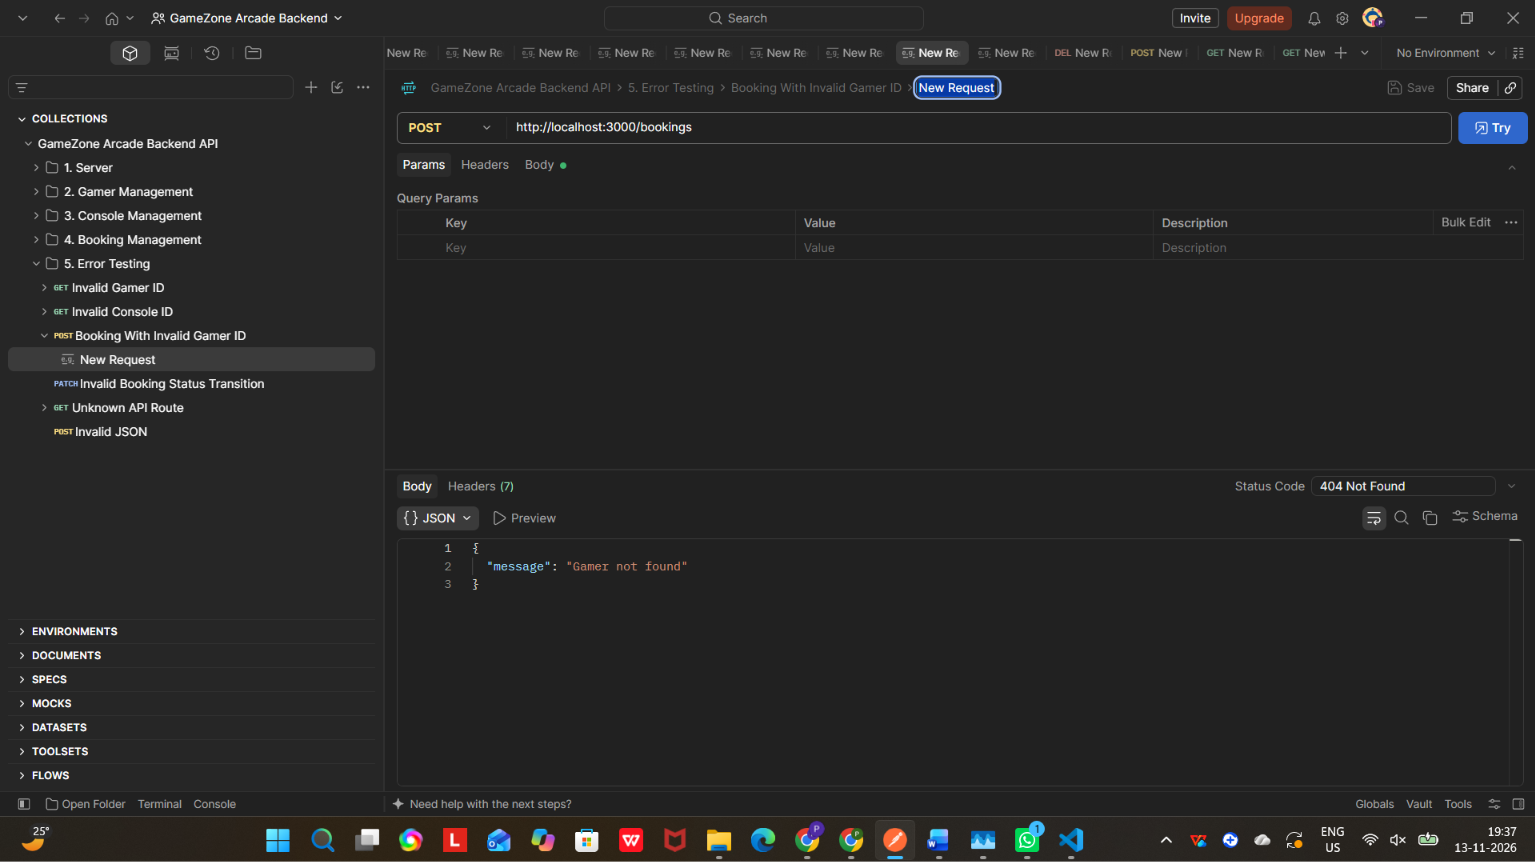 GameZone Arcade Backend
Search
Invite
Upgrade
New Re
New Re
New Re
New Re
New Re
New Re
New Re
New Re
New Re
DEL New R
POST New
GET New R
GET New
No Environment
GameZone Arcade Backend API > 5. Error Testing > Booking With Invalid Gamer ID > New Request
Save
Share
COLLECTIONS
GameZone Arcade Backend API
1. Server
2. Gamer Management
3. Console Management
4. Booking Management
5. Error Testing
GET Invalid Gamer ID
GET Invalid Console ID
POST Booking With Invalid Gamer ID
e.g. New Request
PATCH Invalid Booking Status Transition
GET Unknown API Route
POST Invalid JSON
ENVIRONMENTS
DOCUMENTS
SPECS
MOCKS
DATASETS
TOOLSETS
FLOWS
HTTP
POST
http://localhost:3000/bookings
Try
Params
Headers
Body
Query Params
Key Value Description Bulk Edit
Key Value Description
Body
Headers (7)
Status Code
404 Not Found
{} JSON
Preview
Schema
1 {
2 "message": "Gamer not found"
3 }
Open Folder
Terminal
Console
Need help with the next steps?
Globals
Vault
Tools
25°
ENG
US
19:37
13-11-2026